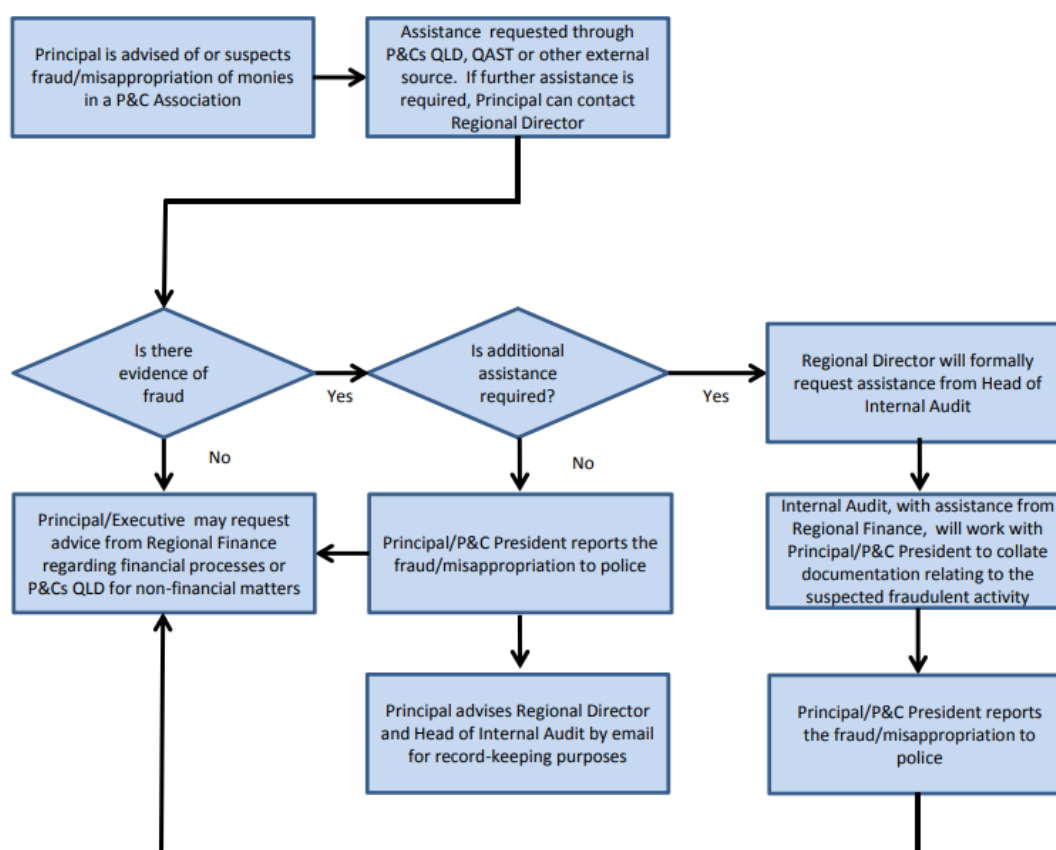 Principal is advised of or suspects
fraud/misappropriation of monies
in a P&C Association
Assistance requested through
P&Cs QLD, QAST or other external
source. If further assistance is
required, Principal can contact
Regional Director
Is there
evidence of
fraud
Yes
Is additional
assistance
required?
Yes
Regional Director will formally
request assistance from Head of
Internal Audit
No
No
Principal/Executive may request
advice from Regional Finance
regarding financial processes or
P&Cs QLD for non-financial matters
Principal/P&C President reports the
fraud/misappropriation to police
Internal Audit, with assistance from
Regional Finance, will work with
Principal/P&C President to collate
documentation relating to the
suspected fraudulent activity
Principal advises Regional Director
and Head of Internal Audit by email
for record-keeping purposes
Principal/P&C President reports
the fraud/misappropriation to
police